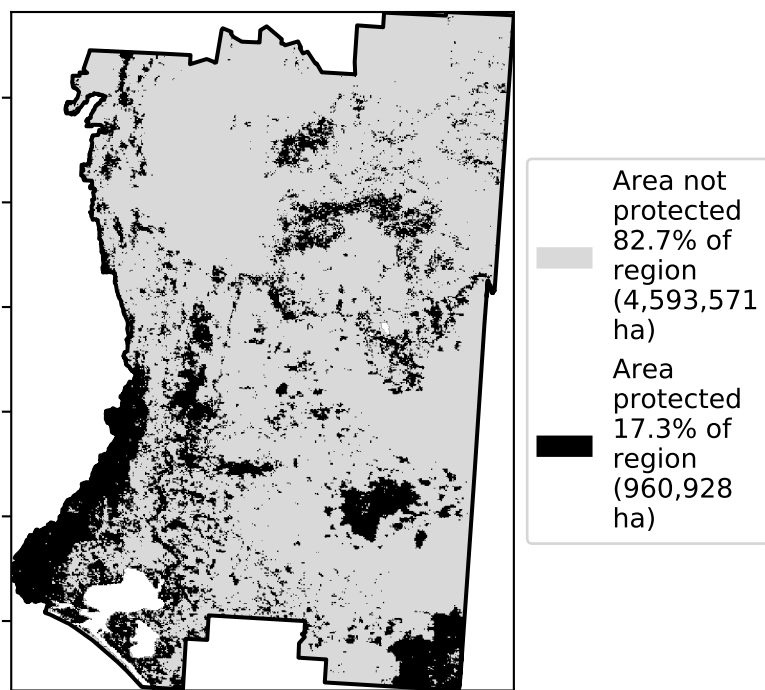 Area not
protected
82.7% of
region
(4,593,571
ha)
Area
protected
17.3% of
region
(960,928
ha)